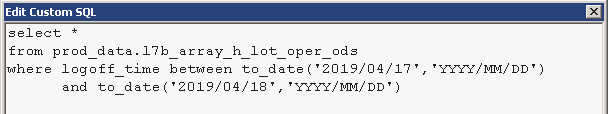 Edit Custom SQL
select *
from prod_data.l7b_array_h_lot_oper_ods
where logoff_time between to_date('2019/04/17','YYYY/MM/DD')
and to_date('2019/04/18','YYYY/MM/DD')